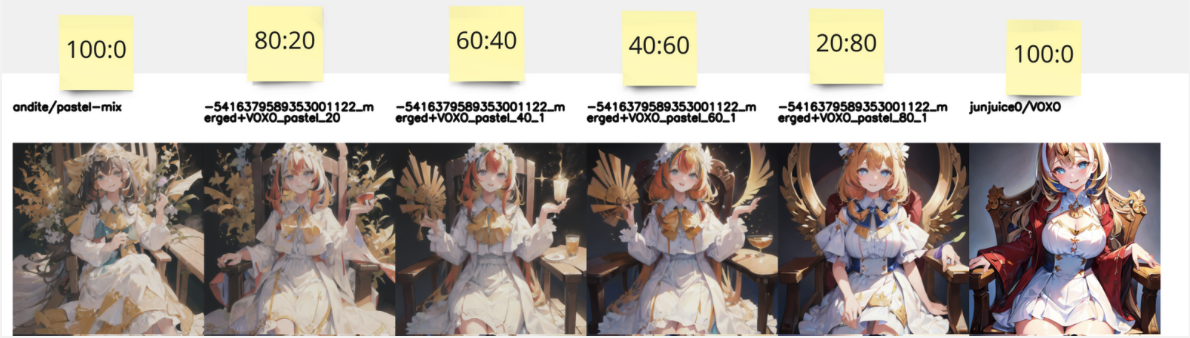 100:0
80:20
60:40
40:60
20:80
100:0
andite/pastel-mix
-5416379589353001122_m
erged+VOXO_pastel_20
-5416379589353001122_m
erged+VOXO_pastel_40_1
-5416379589353001122_m
erged+VOXO_pastel_60_1
-5416379589353001122_m
erged+VOXO_pastel_80_1
junjuice0/VOXO